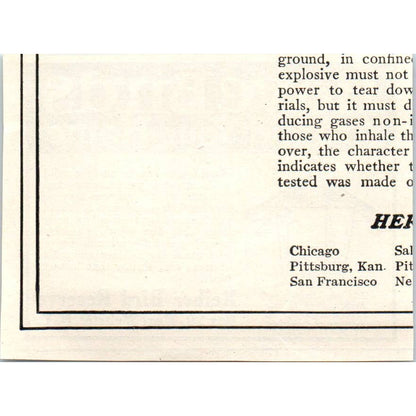 ground, in confine
explosive must not
power to tear dow
rials, but it must d
ducing gases non-i
those who inhale th
over, the character
indicates whether t
tested was made o
HER
Chicago Sal
Pittsburg, Kan. Pit
San Francisco Ne